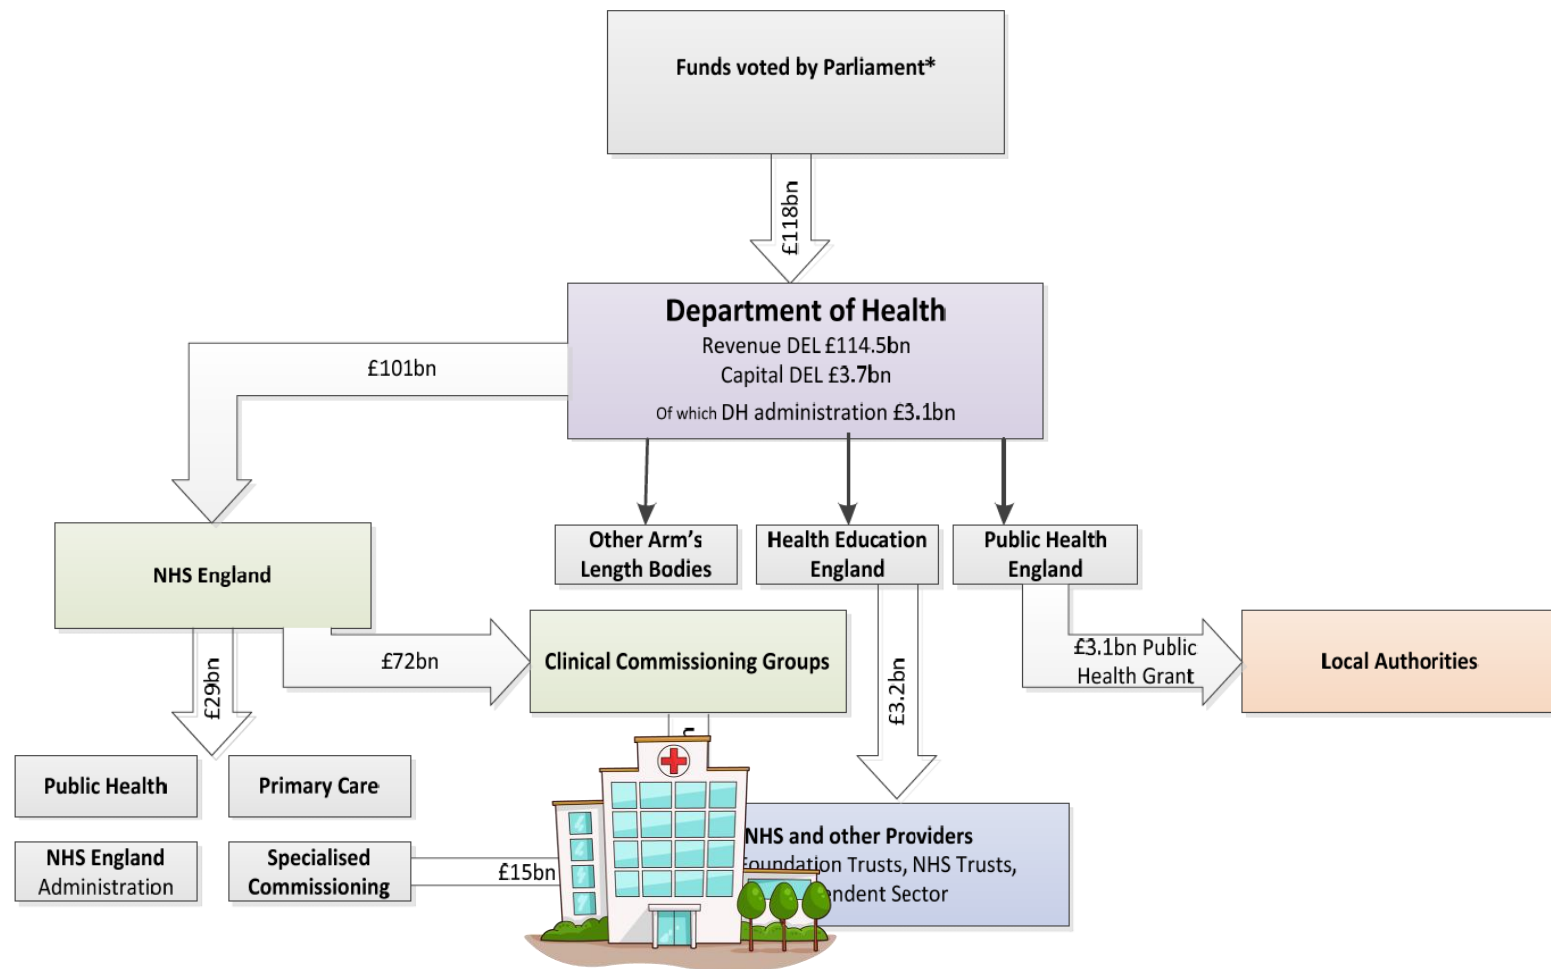 Funds voted by Parliament*
£118bn
Department of Health
Revenue DEL £114.5bn
Capital DEL £3.7bn
Of which DH administration £3.1bn
£101bn
NHS England
Other Arm's
Length Bodies
Health Education
England
Public Health
England
£29bn
£72bn
Clinical Commissioning Groups
£3.2bn
£3.1bn Public
Health Grant
Local Authorities
Public Health
Primary Care
NHS England
Administration
Specialised
Commissioning
£15bn
NHS and other Providers
Foundation Trusts, NHS Trusts,
Sector